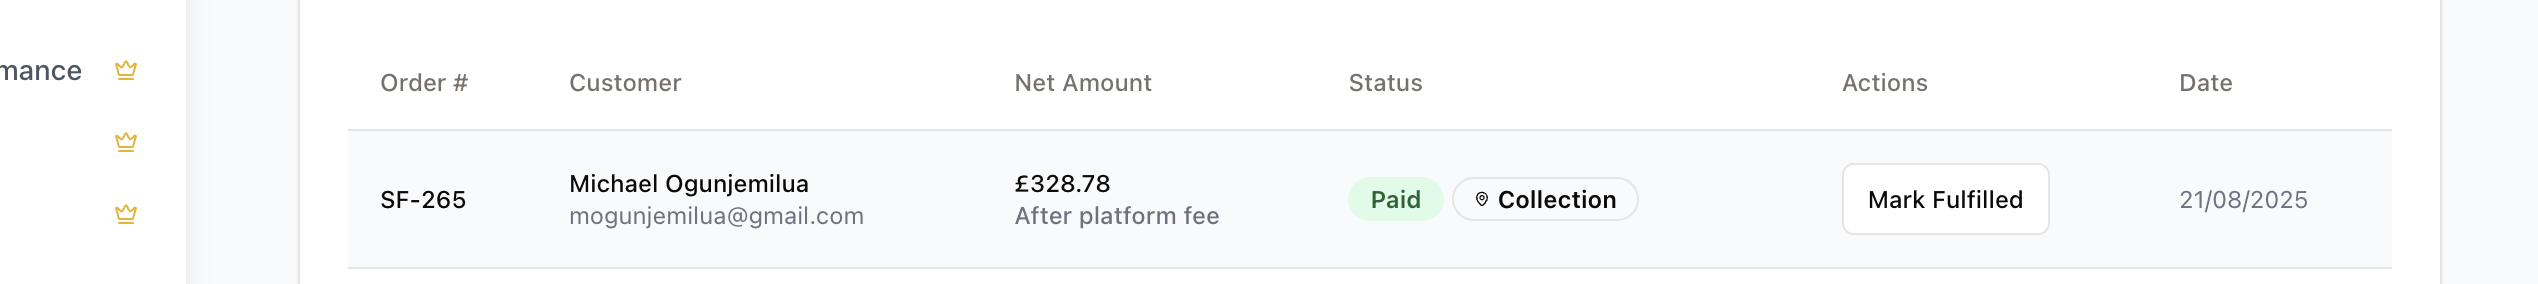 mance
Order # Customer Net Amount Status Actions Date
SF-265 Michael Ogunjemilua £328.78 Paid Collection Mark Fulfilled 21/08/2025
mogunjemilua@gmail.com After platform fee